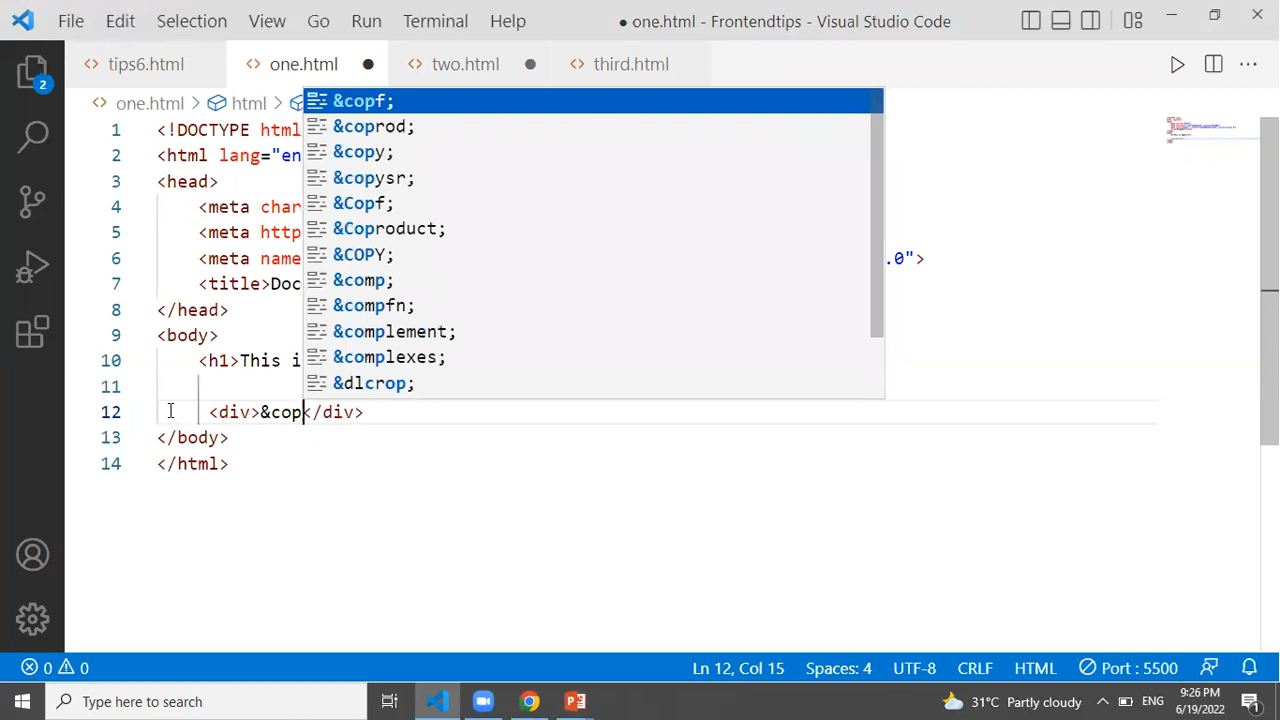 File Edit Selection View Go Run Terminal Help
● one.html - Frontendtips - Visual Studio Code
tips6.html
one.html
two.html
third.html
2
one.html > html >
1 <!DOCTYPE html
2 <html lang="en
3 <head>
4 <meta char
5 <meta http
6 <meta name
.0">
7 <title>Doc
8 </head>
9 <body>
10 <h1>This i
11
12 <div>&cop</div>
13 </body>
14 </html>
&copf;
&coprod;
&copy;
&copysr;
&Copf;
&Coproduct;
&COPY;
&comp;
&compfn;
&complement;
&complexes;
&dlcrop;
0 0
Ln 12, Col 15 Spaces: 4 UTF-8 CRLF HTML Port : 5500
Type here to search
31°C Partly cloudy ENG
9:26 PM
6/19/2022
1